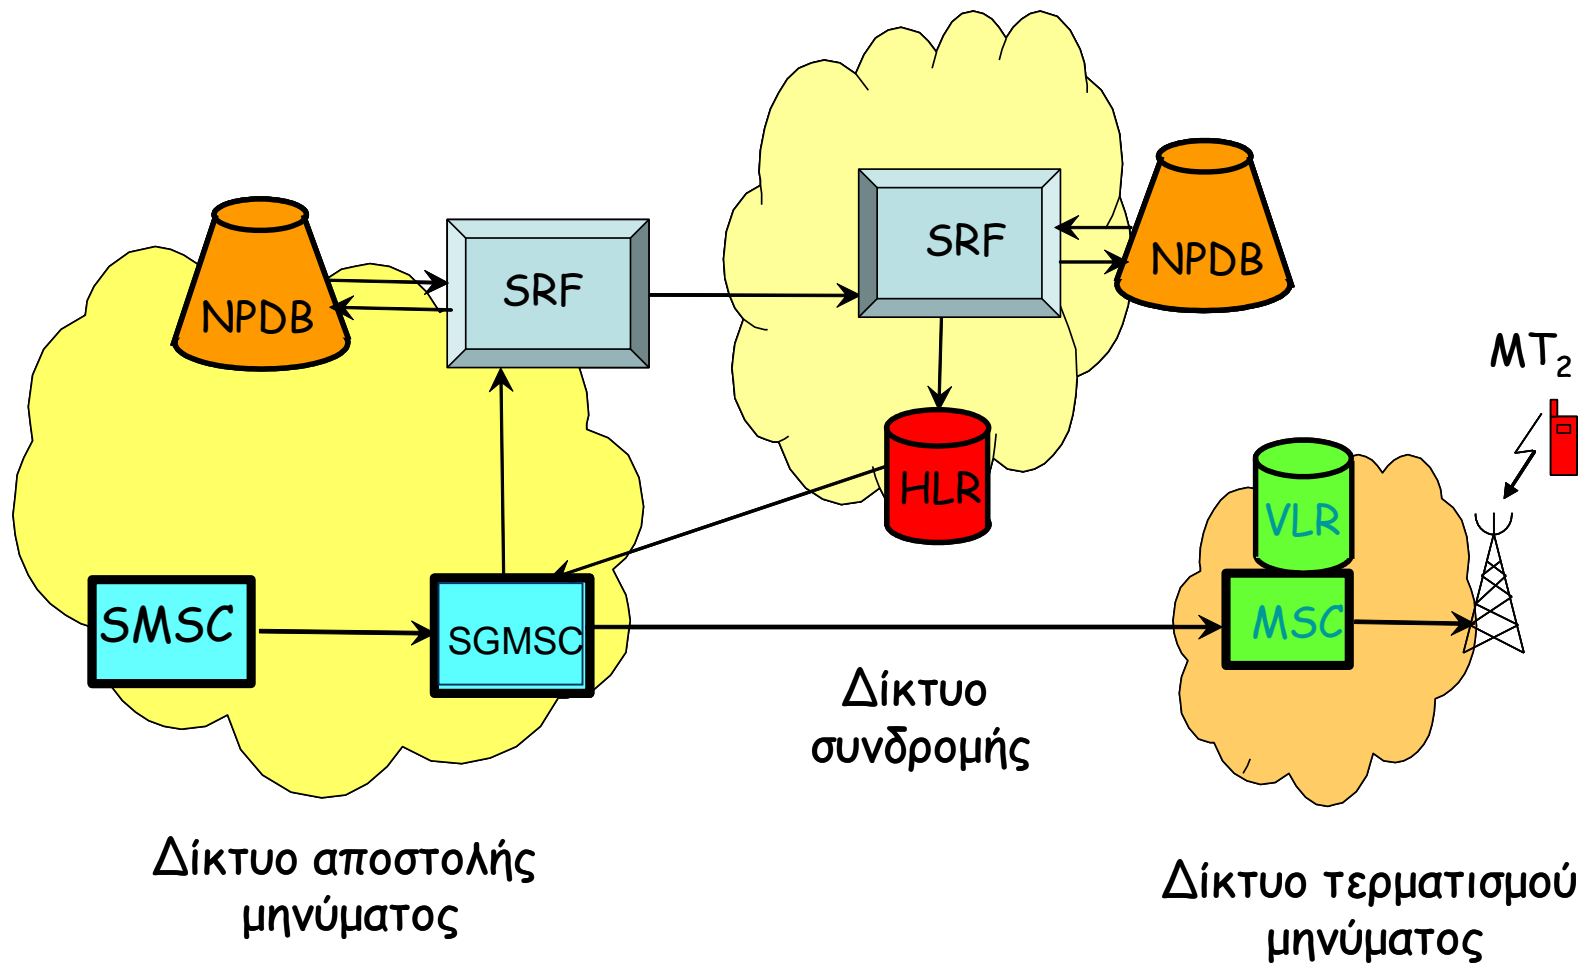 SRF
NPDB
SRF
NPDB
MT2
HLR
VLR
SMSC
SGMSC
MSC
Δίκτυο
συνδρομής
Δίκτυο αποστολής
μηνύματος
Δίκτυο τερματισμού
μηνύματος